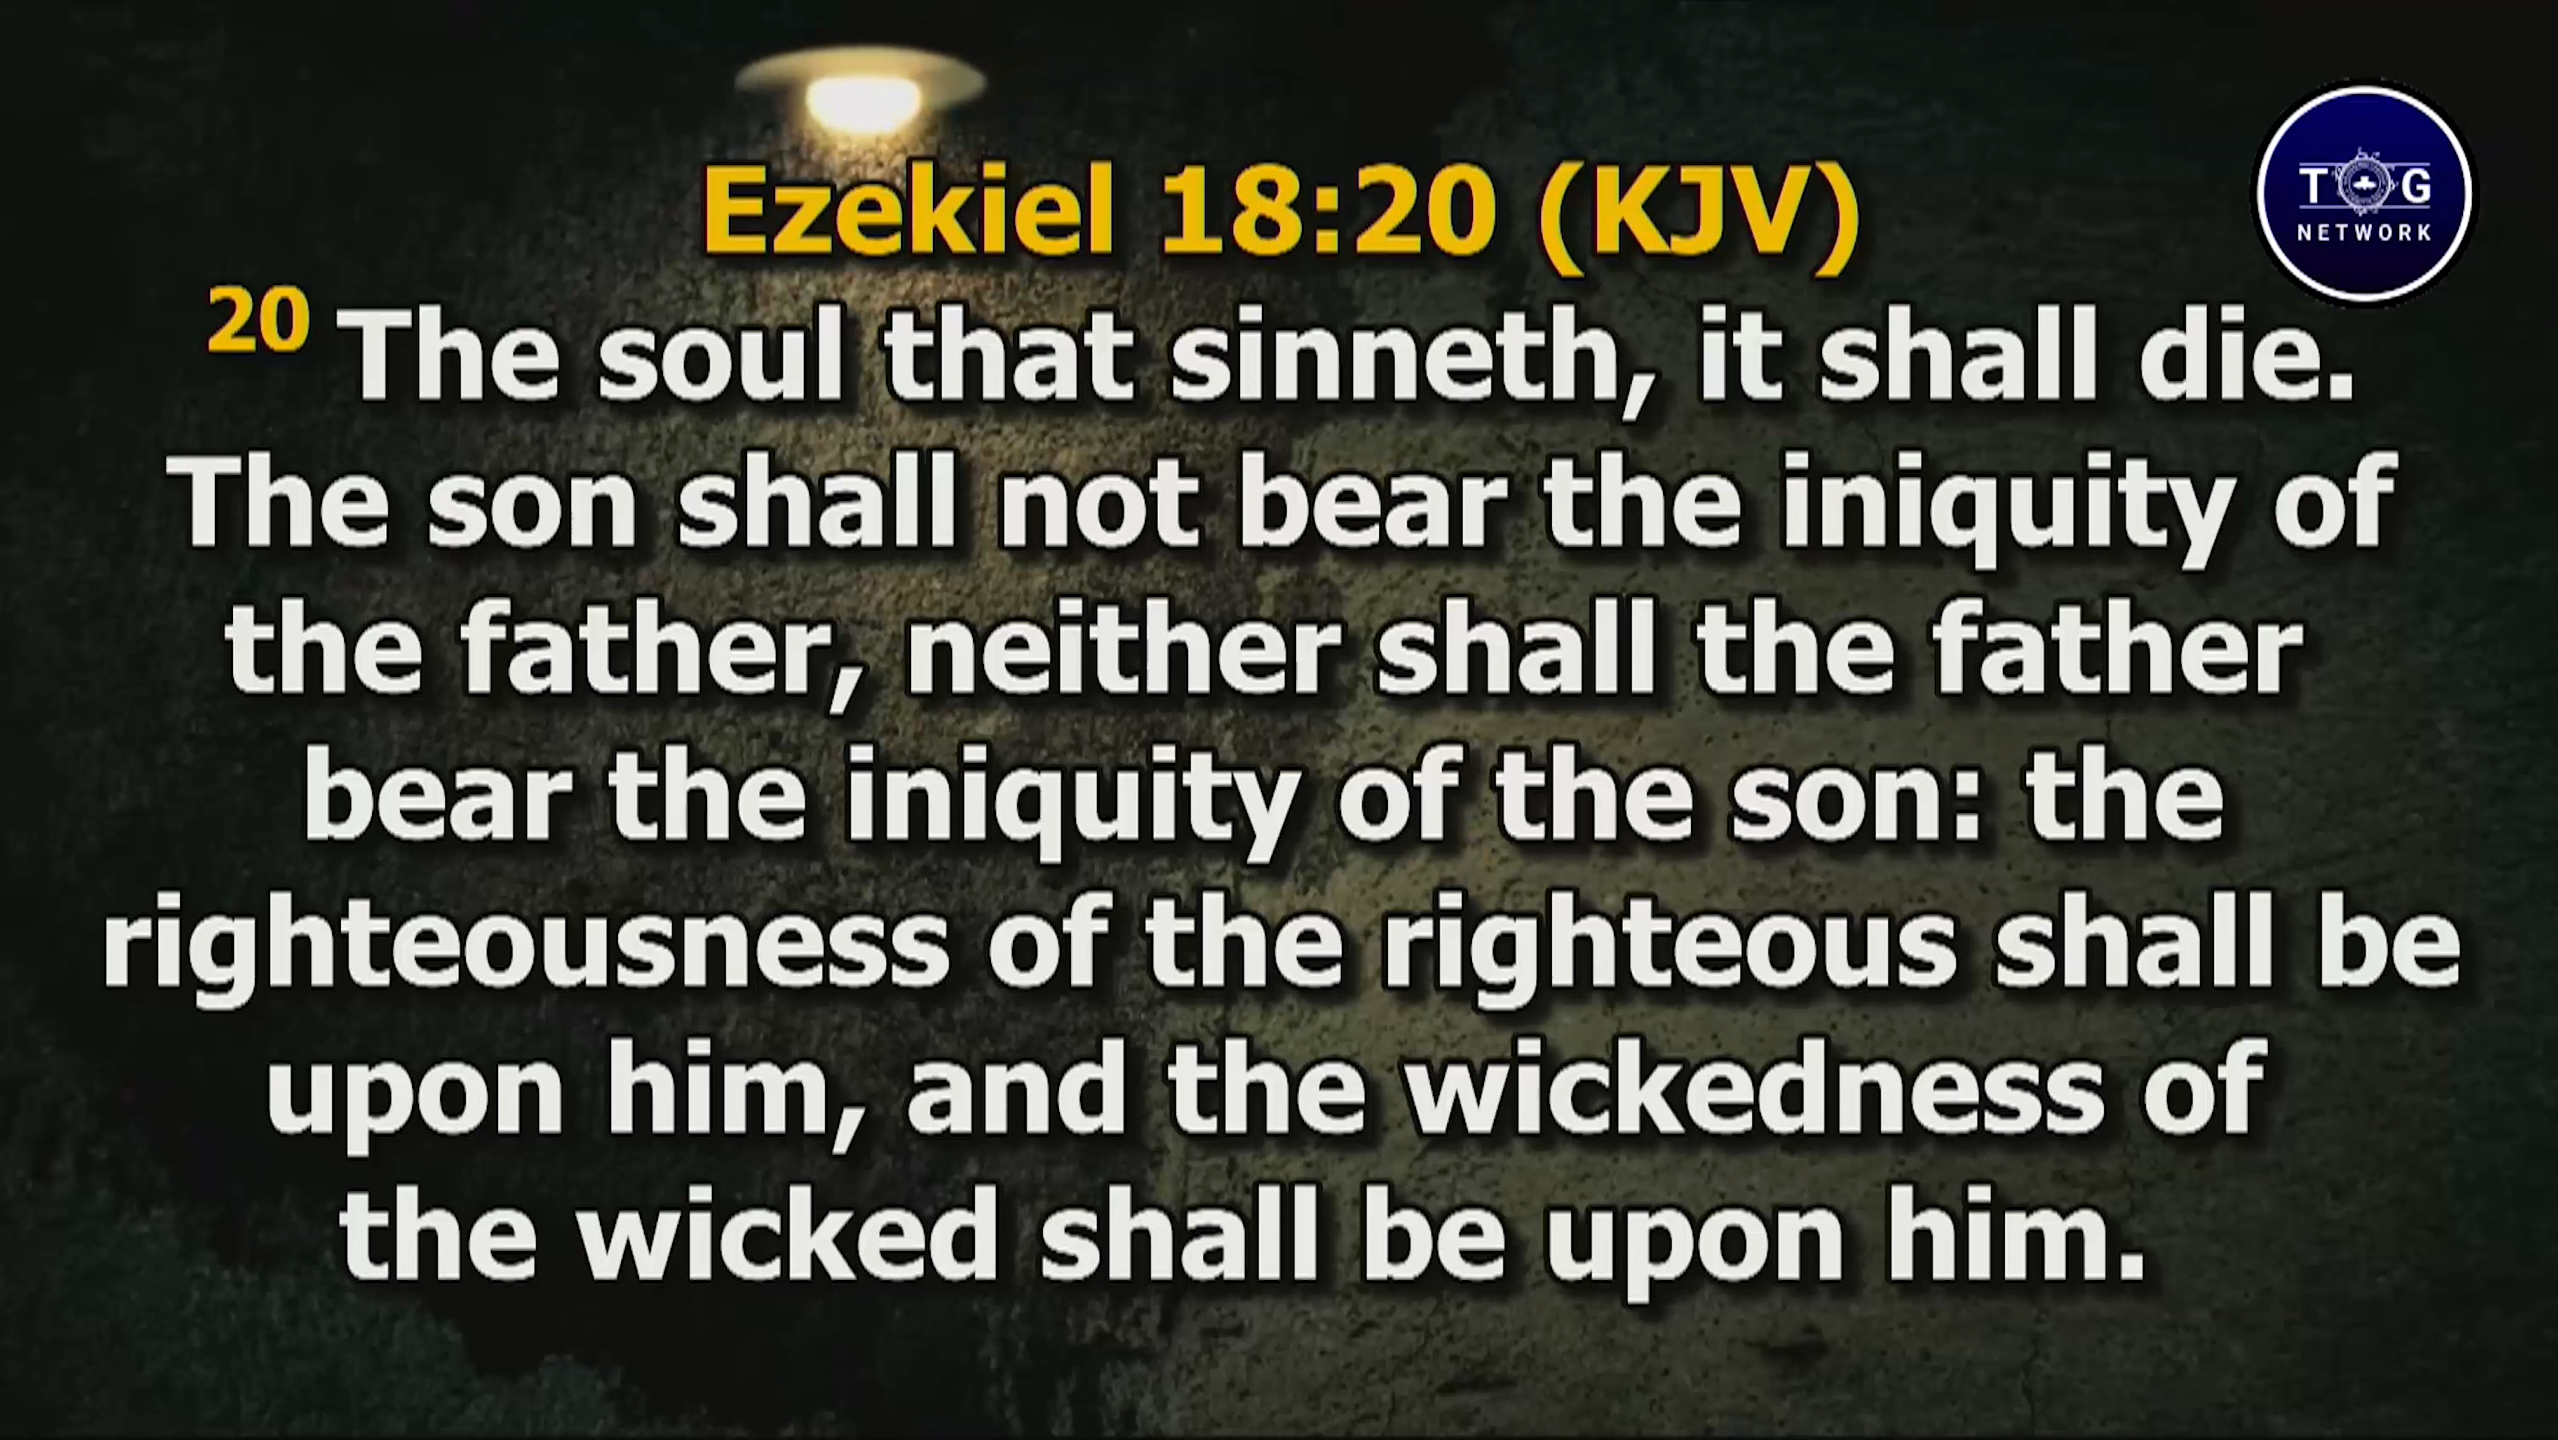 Ezekiel 18:20 (KJV)
20 The soul that sinneth, it shall die.
The son shall not bear the iniquity of
the father, neither shall the father
bear the iniquity of the son: the
righteousness of the righteous shall be
upon him, and the wickedness of
the wicked shall be upon him.
TOG
NETWORK